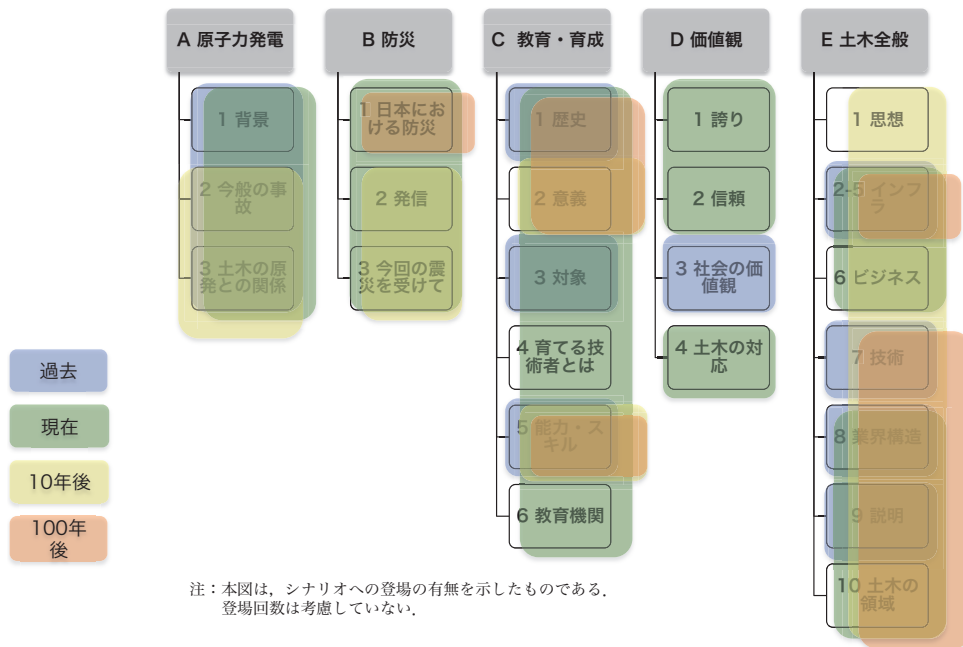 A 原子力発電
1 背景
2 今般の事
故
3 土木の原
発との関係
B 防災
1 日本にお
ける防災
2 発信
3 今回の震
災を受けて
C 教育・育成
1 歴史
2 意義
3 対象
4 育てる技
術者とは
5 能力・ス
キル
6 教育機関
D 価値観
1 誇り
2 信頼
3 社会の価
値観
4 土木の対
応
E 土木全般
1 思想
2-5 インフ
ラ
6 ビジネス
7 技術
8 業界構造
9 説明
10 土木の
領域
過去
現在
10年後
100年
後
注：本図は，シナリオへの登場の有無を示したものである．
登場回数は考慮していない．